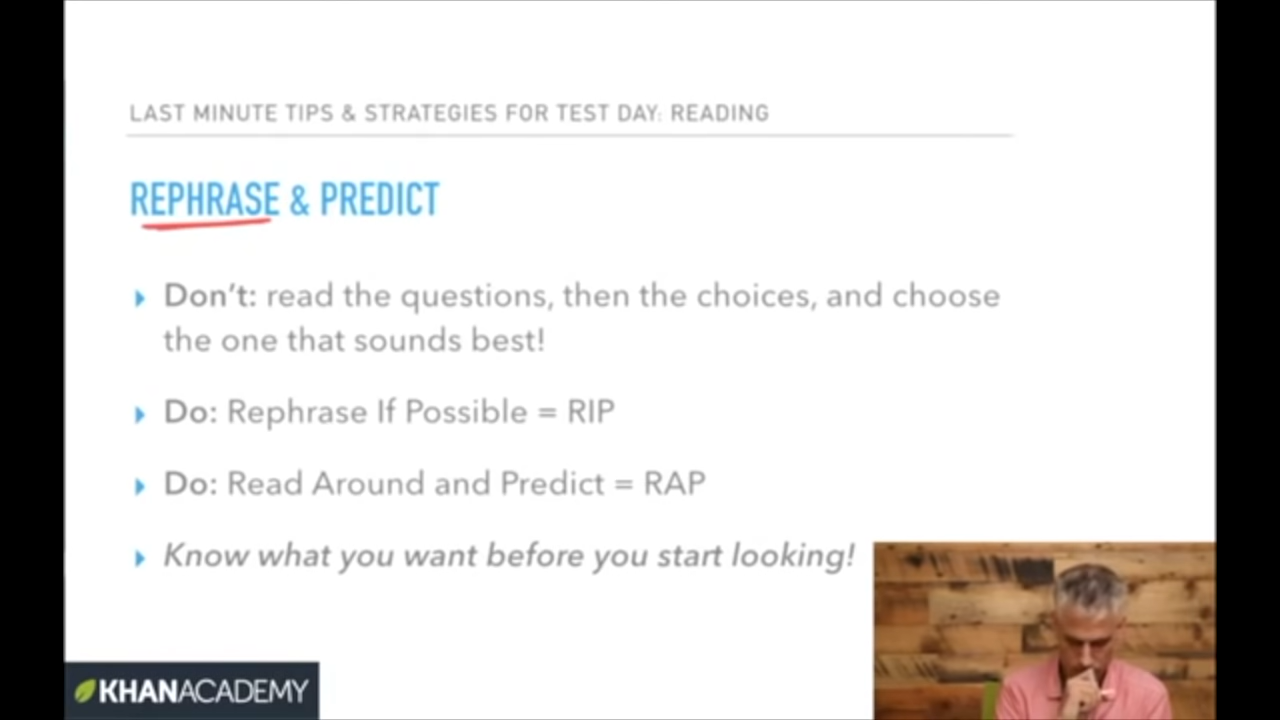 LAST MINUTE TIPS & STRATEGIES FOR TEST DAY: READING
REPHRASE & PREDICT
Don't: read the questions, then the choices, and choose
the one that sounds best!
Do: Rephrase If Possible = RIP
Do: Read Around and Predict = RAP
Know what you want before you start looking!
KHANACADEMY